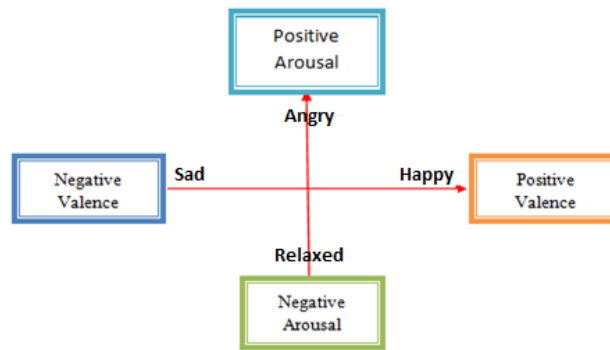 Positive
Arousal
Angry
Negative
Valence
Sad
Happy
Positive
Valence
Relaxed
Negative
Arousal